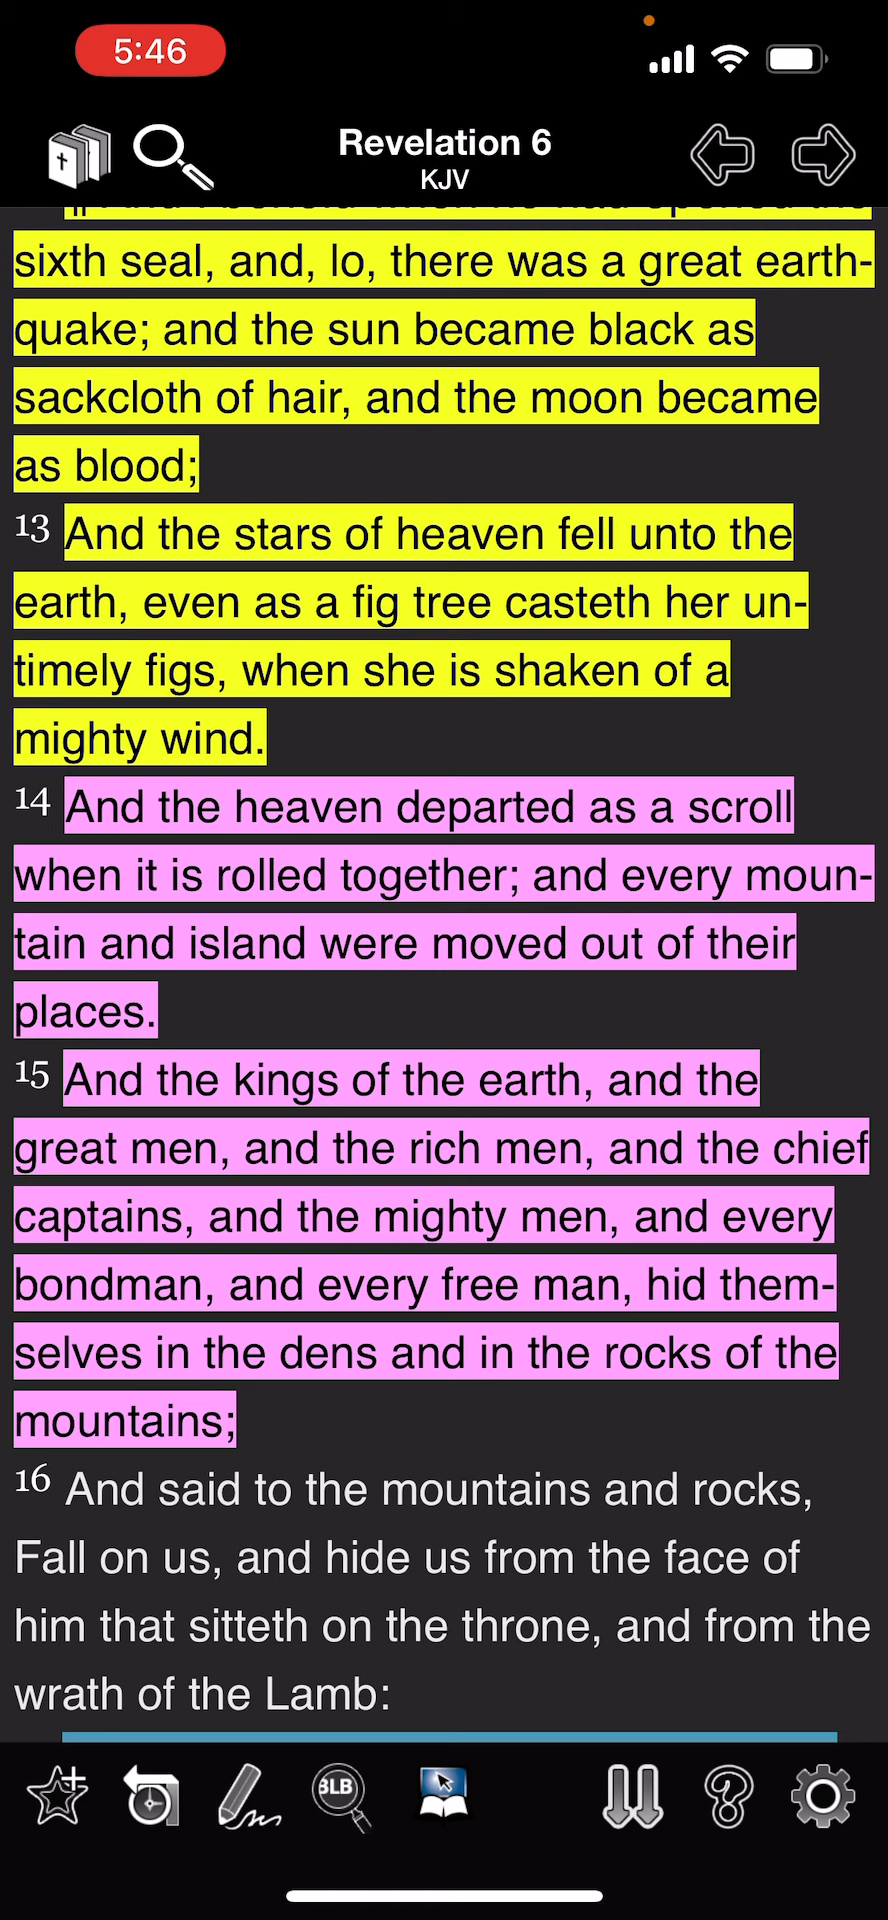 5:46
Revelation 6
KJV
sixth seal, and, lo, there was a great earth-
quake; and the sun became black as
sackcloth of hair, and the moon became
as blood;
13 And the stars of heaven fell unto the
earth, even as a fig tree casteth her un-
timely figs, when she is shaken of a
mighty wind.
14 And the heaven departed as a scroll
when it is rolled together; and every moun-
tain and island were moved out of their
places.
15 And the kings of the earth, and the
great men, and the rich men, and the chief
captains, and the mighty men, and every
bondman, and every free man, hid them-
selves in the dens and in the rocks of the
mountains;
16 And said to the mountains and rocks,
Fall on us, and hide us from the face of
him that sitteth on the throne, and from the
wrath of the Lamb:
BLB